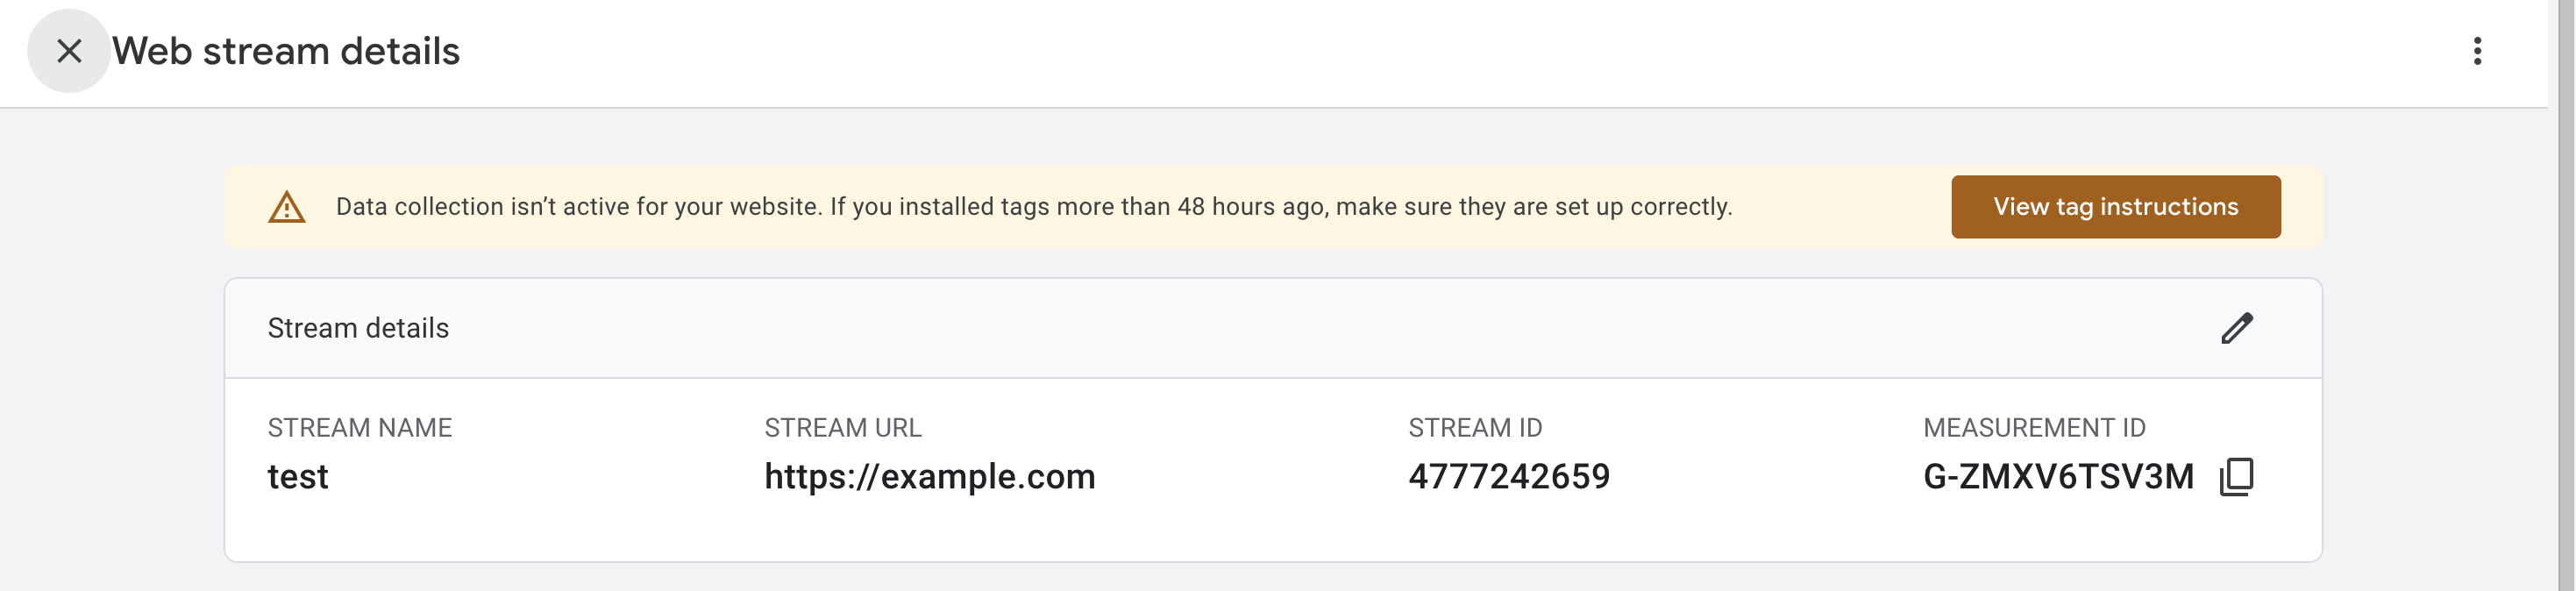 Web stream details
Data collection isn’t active for your website. If you installed tags more than 48 hours ago, make sure they are set up correctly.
View tag instructions
Stream details
STREAM NAME
test
STREAM URL
https://example.com
STREAM ID
4777242659
MEASUREMENT ID
G-ZMXV6TSV3M